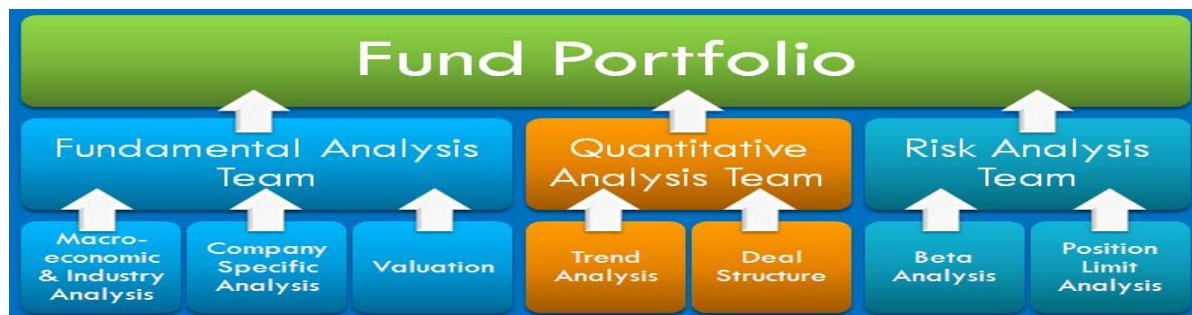 Fund Portfolio
Fundamental Analysis
Team
Quantitative
Analysis Team
Risk Analysis
Team
Macro-
economic
& Industry
Analysis
Company
Specific
Analysis
Valuation
Trend
Analysis
Deal
Structure
Beta
Analysis
Position
Limit
Analysis